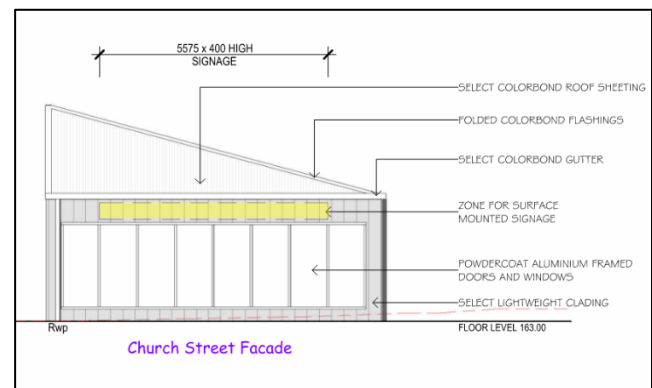 5575 x 400 HIGH
SIGNAGE
SELECT COLORBOND ROOF SHEETING
FOLDED COLORBOND FLASHINGS
SELECT COLORBOND GUTTER
ZONE FOR SURFACE
MOUNTED SIGNAGE
POWDERCOAT ALUMINIUM FRAMED
DOORS AND WINDOWS
SELECT LIGHTWEIGHT CLADING
Rwp
FLOOR LEVEL 163.00
Church Street Facade